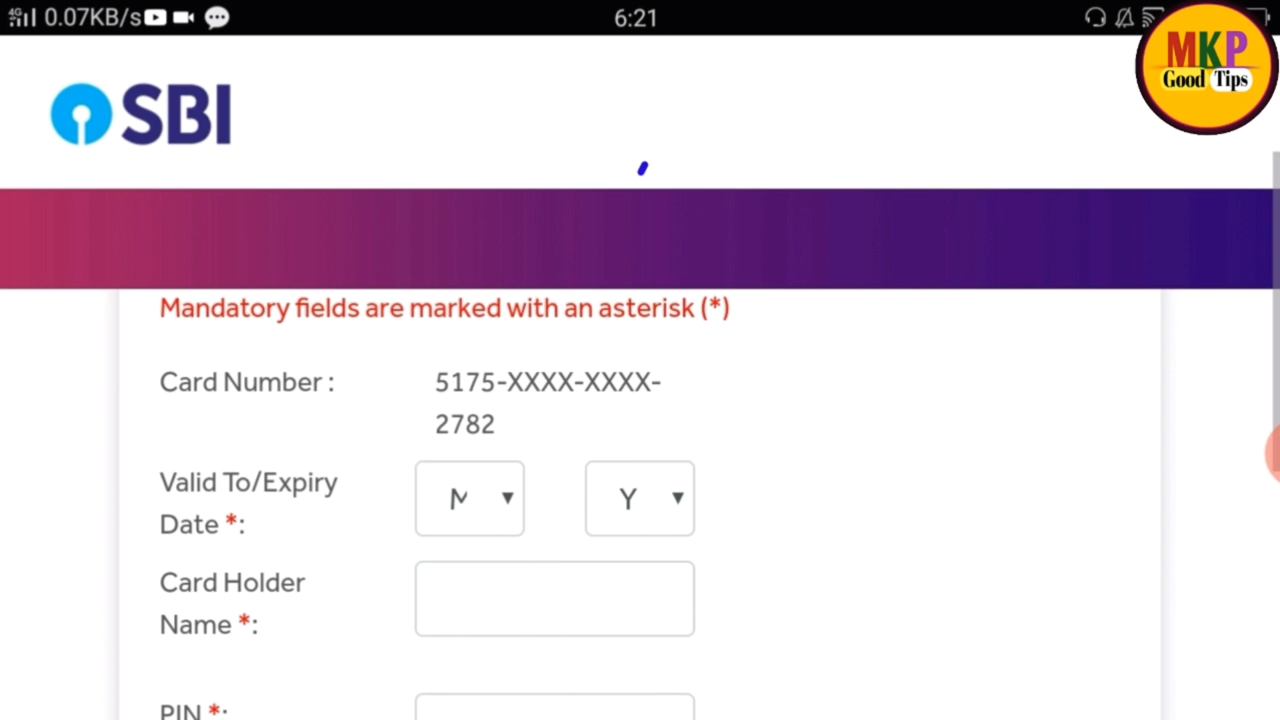 4G 0.07KB/s
6:21
MKP
Good Tips
SBI
Mandatory fields are marked with an asterisk (*)
Card Number :
5175-XXXX-XXXX-
2782
Valid To/Expiry
Date *:
M
Y
Card Holder
Name *:
PIN *: